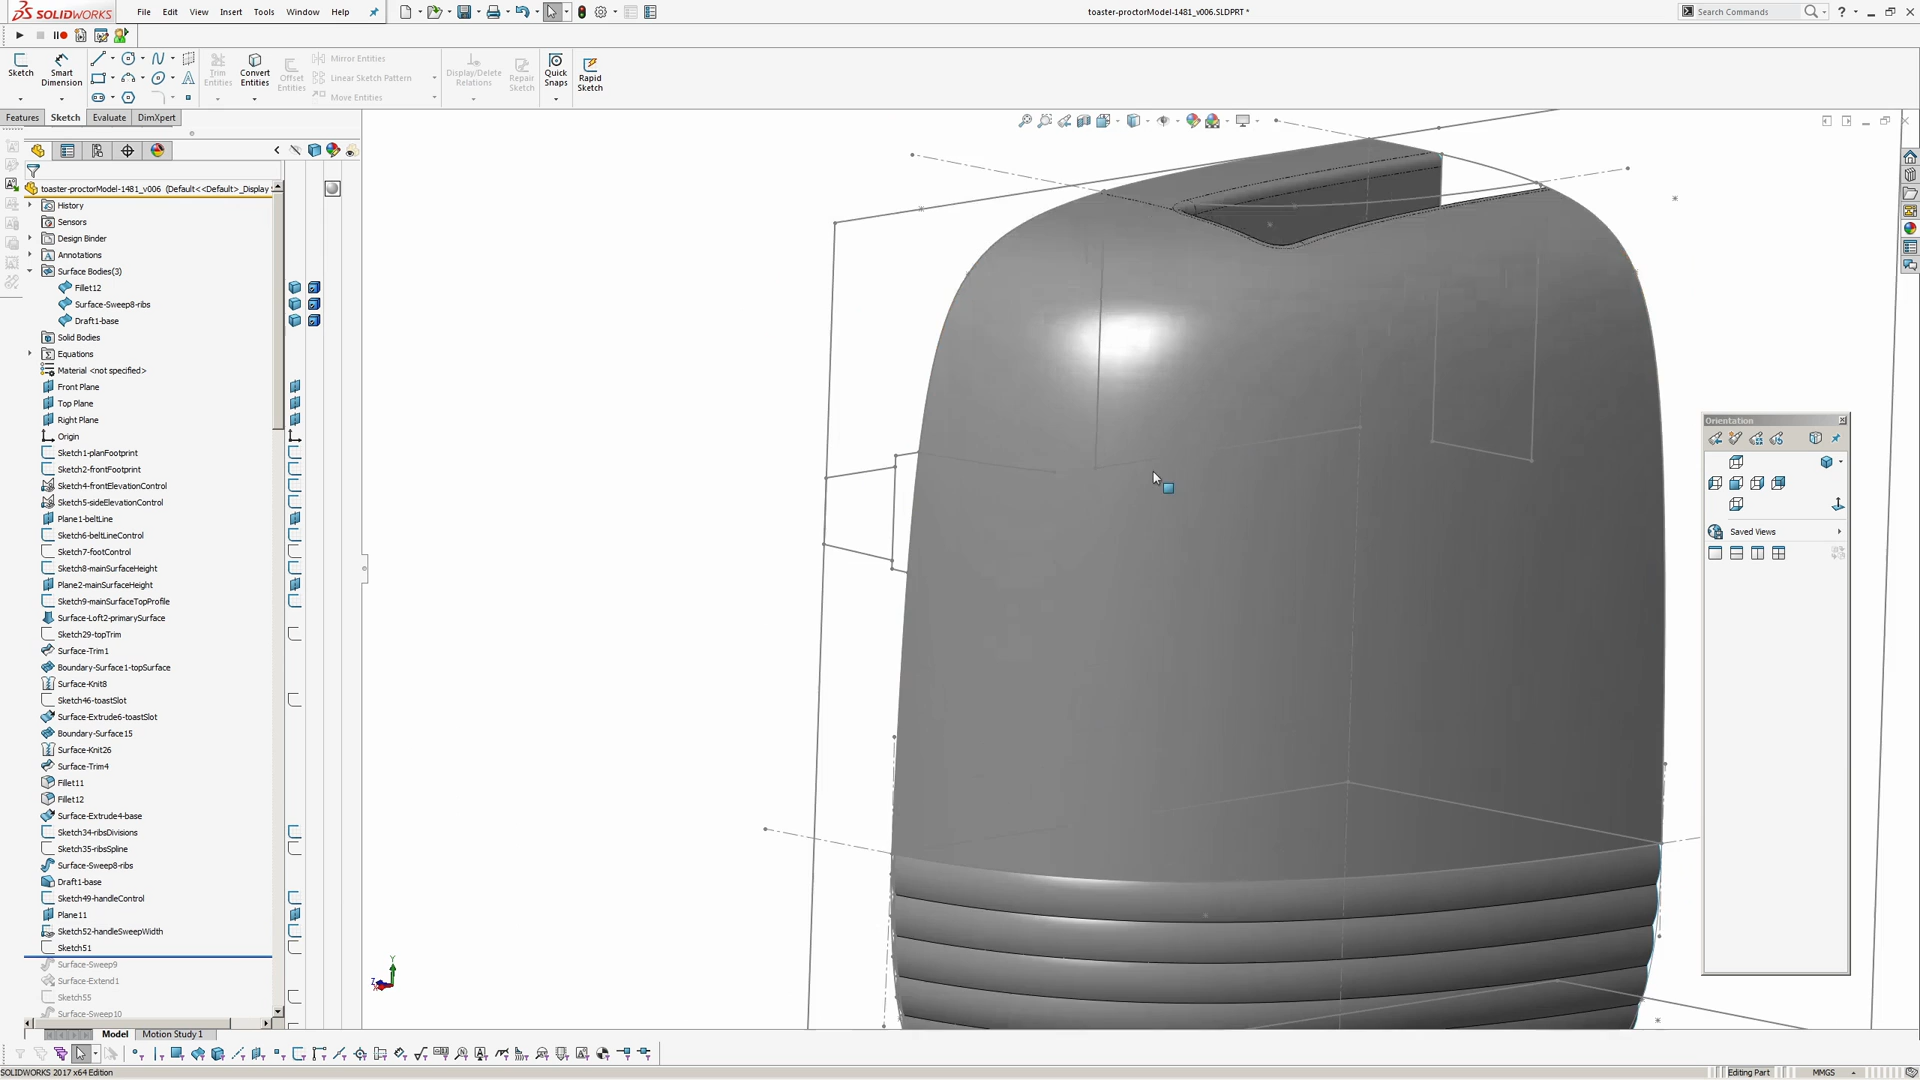 SOLIDWORKS File Edit View Insert Tools Window Help toaster-proctorModel-1481_v006.SLDPRT * Search Commands
Sketch Smart Dimension Trim Entities Convert Entities Offset Entities Mirror Entities Linear Sketch Pattern Move Entities Display/Delete Relations Repair Sketch Quick Snaps Rapid Sketch
Features Sketch Evaluate DimXpert
toaster-proctorModel-1481_v006 (Default<<Default>_Display
History
Sensors
Design Binder
Annotations
Surface Bodies(3)
Fillet12
Surface-Sweep8-ribs
Draft1-base
Solid Bodies
Equations
Material <not specified>
Front Plane
Top Plane
Right Plane
Origin
Sketch1-planFootprint
Sketch2-frontFootprint
Sketch4-frontElevationControl
Sketch5-sideElevationControl
Plane1-beltLine
Sketch6-beltLineControl
Sketch7-footControl
Sketch8-mainSurfaceHeight
Plane2-mainSurfaceHeight
Sketch9-mainSurfaceTopProfile
Surface-Loft2-primarySurface
Sketch29-topTrim
Surface-Trim1
Boundary-Surface1-topSurface
Surface-Knit8
Sketch46-toastSlot
Surface-Extrude6-toastSlot
Boundary-Surface15
Surface-Knit26
Surface-Trim4
Fillet11
Fillet12
Surface-Extrude4-base
Sketch34-ribsDivisions
Sketch35-ribsSpline
Surface-Sweep8-ribs
Draft1-base
Sketch49-handleControl
Plane11
Sketch52-handleSweepWidth
Sketch51
Surface-Sweep9
Surface-Extend1
Sketch55
Surface-Sweep10
Orientation
Saved Views
Y
Z
Model Motion Study 1
SOLIDWORKS 2017 x64 Edition Editing Part MMGS